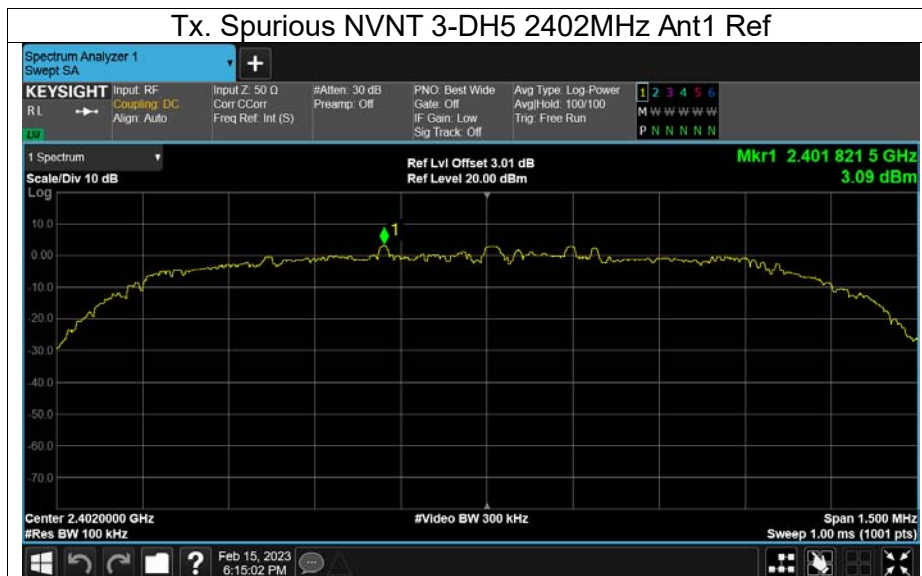 Tx. Spurious NVNT 3-DH5 2402MHz Ant1 Ref
Spectrum Analyzer 1
Swept SA
+
KEYSIGHT Input: RF Input Z: 50 Ω #Atten: 30 dB PNO: Best Wide Avg Type: Log-Power 1 2 3 4 5 6
RL Coupling: DC Corr CCorr Preamp: Off Gate: Off Avg|Hold: 100/100 M W W W W W
Align: Auto Freq Ref: Int (S) IF Gain: Low Trig: Free Run
Sig Track: Off P N N N N N
LXI
1 Spectrum Ref Lvl Offset 3.01 dB Mkr1 2.401 821 5 GHz
Scale/Div 10 dB Ref Level 20.00 dBm 3.09 dBm
Log
1
10.0
0.00
-10.0
-20.0
-30.0
-40.0
-50.0
-60.0
-70.0
Center 2.4020000 GHz #Video BW 300 kHz Span 1.500 MHz
#Res BW 100 kHz Sweep 1.00 ms (1001 pts)
? Feb 15, 2023
6:15:02 PM